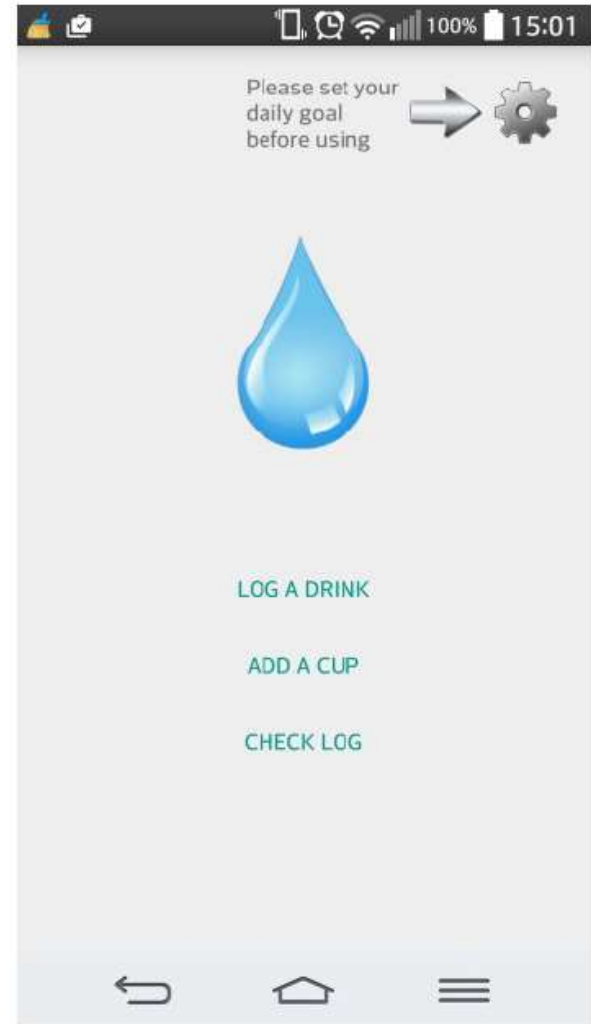 100% 15:01
Please set your
daily goal
before using
LOG A DRINK
ADD A CUP
CHECK LOG